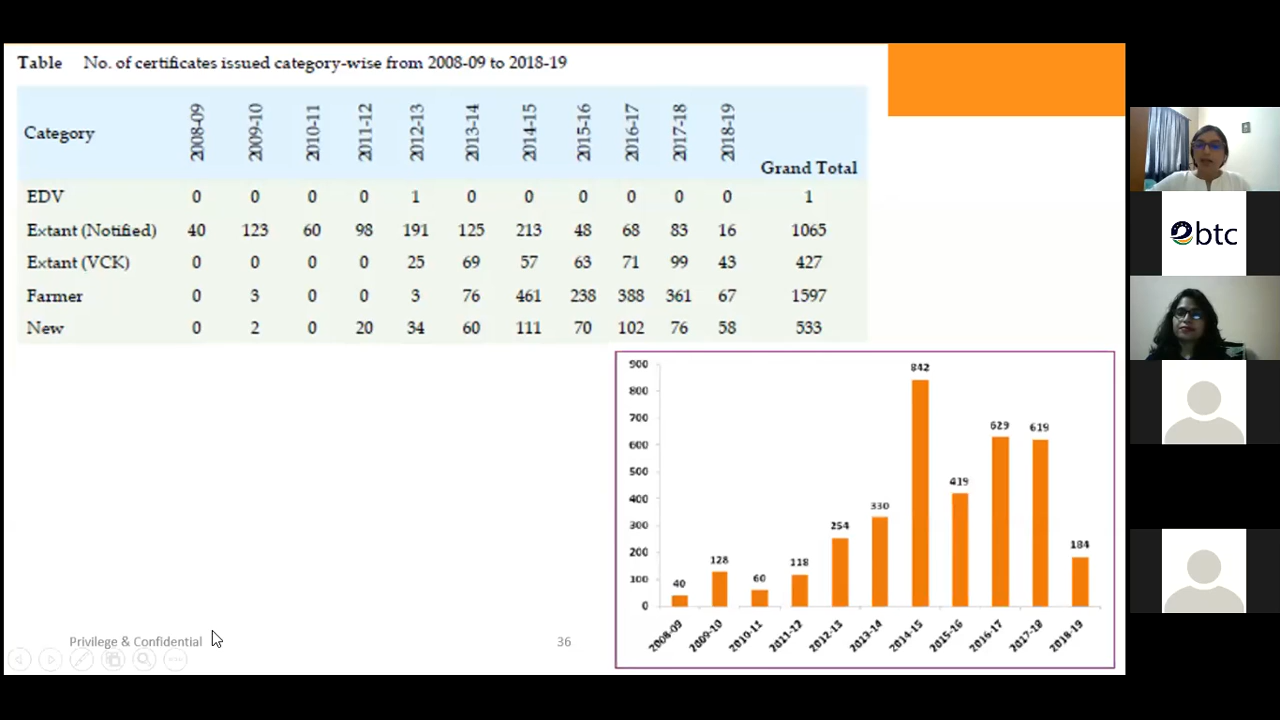 Table No. of certificates issued category-wise from 2008-09 to 2018-19
Category 2008-09 2009-10 2010-11 2011-12 2012-13 2013-14 2014-15 2015-16 2016-17 2017-18 2018-19 Grand Total
EDV 0 0 0 0 1 0 0 0 0 0 0 1
Extant (Notified) 40 123 60 98 191 125 213 48 68 83 16 1065
Extant (VCK) 0 0 0 0 25 69 57 63 71 99 43 427
Farmer 0 3 0 0 3 76 461 238 388 361 67 1597
New 0 2 0 20 34 60 111 70 102 76 58 533
900
800
700
600
500
400
300
200
100
0
40 128 60 118 254 330 842 419 629 619 184
2008-09 2009-10 2010-11 2011-12 2012-13 2013-14 2014-15 2015-16 2016-17 2017-18 2018-19
Privilege & Confidential
36
btc